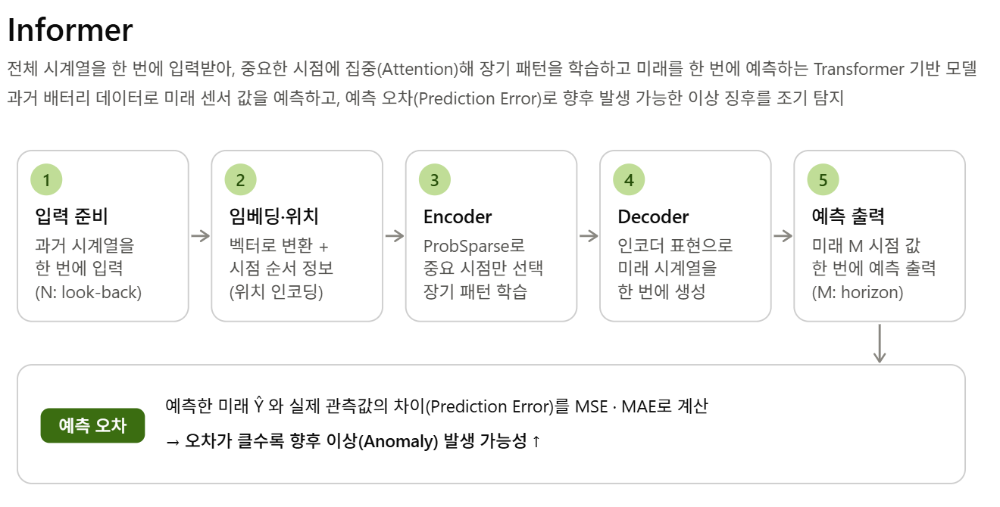 Informer
전체 시계열을 한 번에 입력받아, 중요한 시점에 집중(Attention)해 장기 패턴을 학습하고 미래를 한 번에 예측하는 Transformer 기반 모델
과거 배터리 데이터로 미래 센서 값을 예측하고, 예측 오차(Prediction Error)로 향후 발생 가능한 이상 징후를 조기 탐지
1
입력 준비
과거 시계열을
한 번에 입력
(N: look-back)
2
임베딩·위치
벡터로 변환 +
시점 순서 정보
(위치 인코딩)
3
Encoder
ProbSparse로
중요 시점만 선택
장기 패턴 학습
4
Decoder
인코더 표현으로
미래 시계열을
한 번에 생성
5
예측 출력
미래 M 시점 값
한 번에 예측 출력
(M: horizon)
예측 오차
예측한 미래 Ŷ 와 실제 관측값의 차이(Prediction Error)를 MSE · MAE로 계산
→ 오차가 클수록 향후 이상(Anomaly) 발생 가능성 ↑